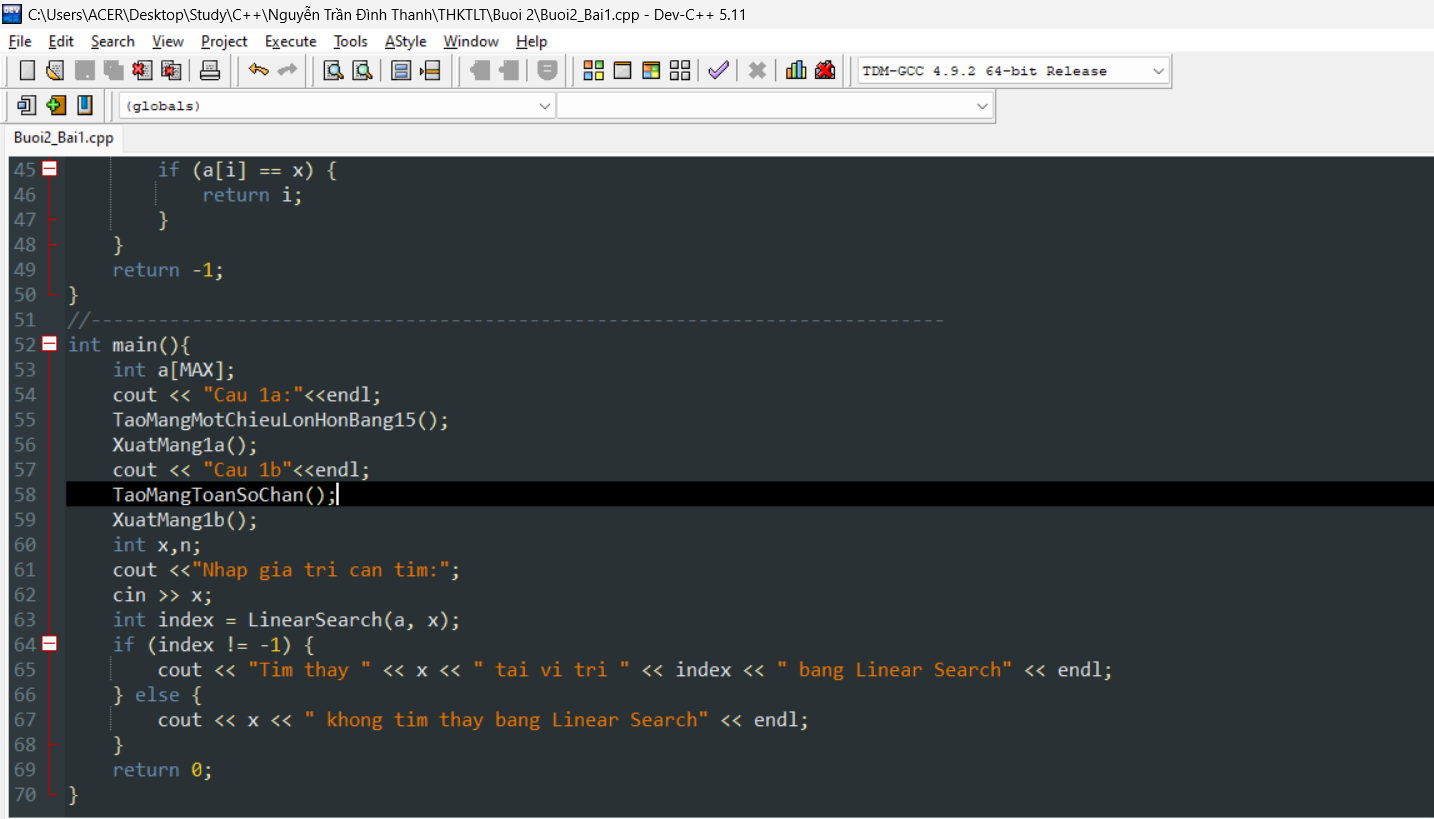 C:\Users\ACER\Desktop\Study\C++\Nguyễn Trần Đình Thanh\THKTLT\Buoi 2\Buoi2_Bai1.cpp - Dev-C++ 5.11
File Edit Search View Project Execute Tools AStyle Window Help
TDM-GCC 4.9.2 64-bit Release
(globals)
Buoi2_Bai1.cpp
45         if (a[i] == x) {
46             return i;
47         }
48     }
49     return -1;
50 }
51 //----------------------------------------------------------------------------
52 int main(){
53     int a[MAX];
54     cout << "Cau 1a:"<<endl;
55     TaoMangMotChieuLonHonBang15();
56     XuatMang1a();
57     cout << "Cau 1b"<<endl;
58     TaoMangToanSoChan();
59     XuatMang1b();
60     int x,n;
61     cout <<"Nhap gia tri can tim:";
62     cin >> x;
63     int index = LinearSearch(a, x);
64     if (index != -1) {
65         cout << "Tim thay " << x << " tai vi tri " << index << " bang Linear Search" << endl;
66     } else {
67         cout << x << " khong tim thay bang Linear Search" << endl;
68     }
69     return 0;
70 }